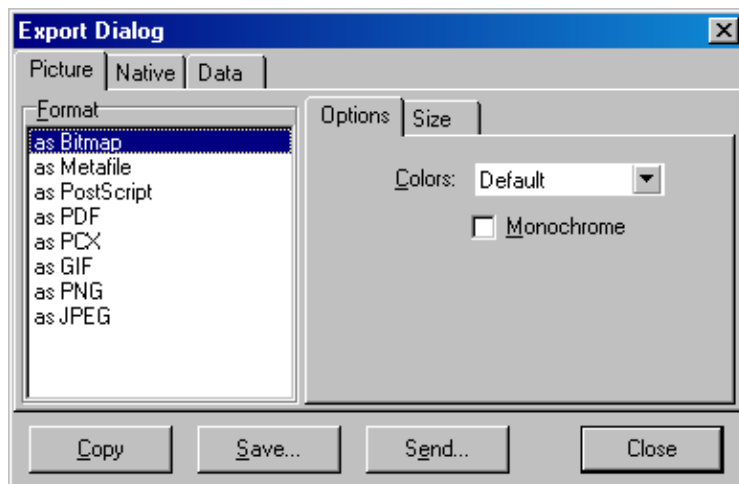 Export Dialog
Picture Native Data
Format
as Bitmap
as Metafile
as PostScript
as PDF
as PCX
as GIF
as PNG
as JPEG
Options Size
Colors: Default
Monochrome
Copy Save... Send... Close